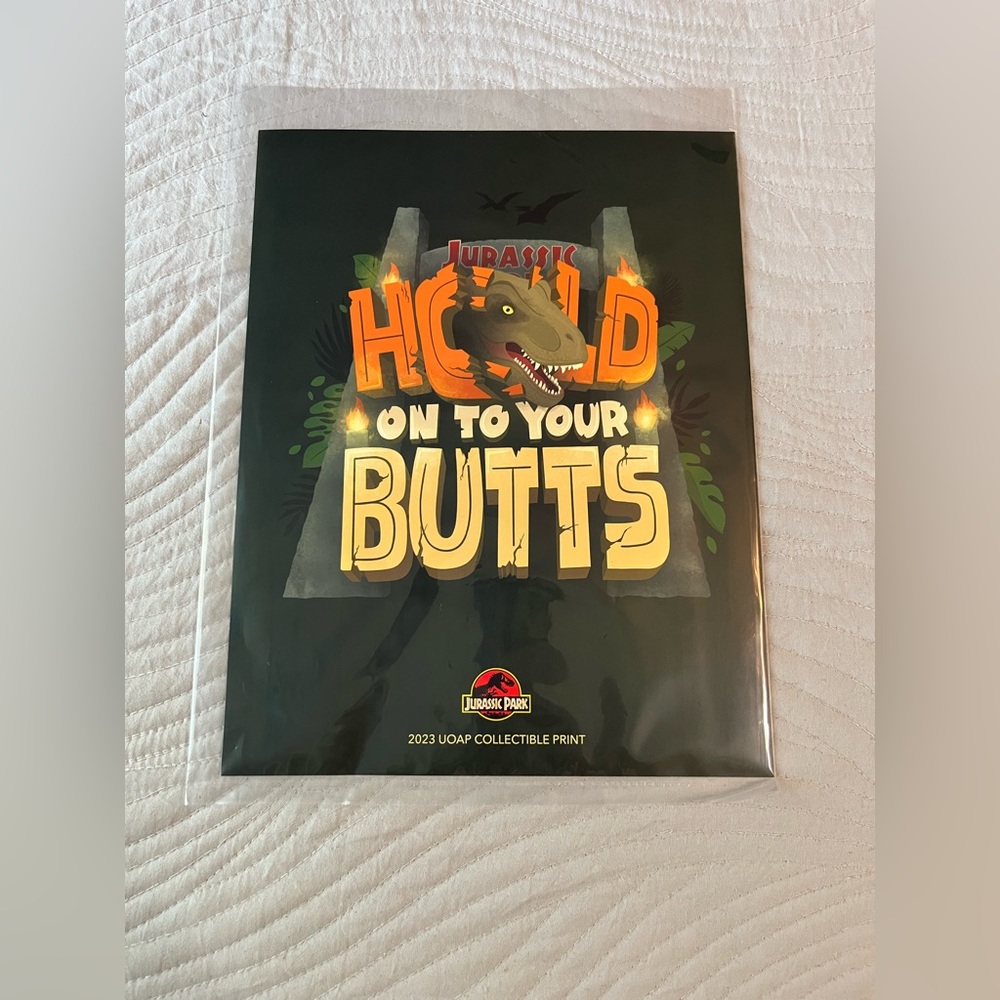 JURASSIC
HOLD
ON TO YOUR
BUTTS
JURASSIC PARK
2023 UOAP COLLECTIBLE PRINT